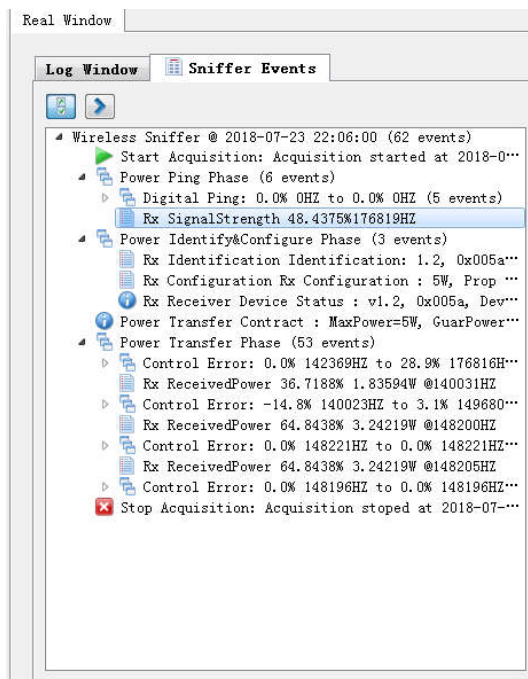 Real Window
Log Window
Sniffer Events
Wireless Sniffer @ 2018-07-23 22:06:00 (62 events)
Start Acquisition: Acquisition started at 2018-0…
Power Ping Phase (6 events)
Digital Ping: 0.0% 0HZ to 0.0% 0HZ (5 events)
Rx SignalStrength 48.4375%176819HZ
Power Identify&Configure Phase (3 events)
Rx Identification Identification: 1.2, 0x005a…
Rx Configuration Rx Configuration : 5W, Prop …
Rx Receiver Device Status : v1.2, 0x005a, Dev…
Power Transfer Contract : MaxPower=5W, GuarPower…
Power Transfer Phase (53 events)
Control Error: 0.0% 142369HZ to 28.9% 176816H…
Rx ReceivedPower 36.7188% 1.83594W @140031HZ
Control Error: -14.8% 140023HZ to 3.1% 149680…
Rx ReceivedPower 64.8438% 3.24219W @148200HZ
Control Error: 0.0% 148221HZ to 0.0% 148221HZ…
Rx ReceivedPower 64.8438% 3.24219W @148205HZ
Control Error: 0.0% 148196HZ to 0.0% 148196HZ…
Stop Acquisition: Acquisition stoped at 2018-07-…